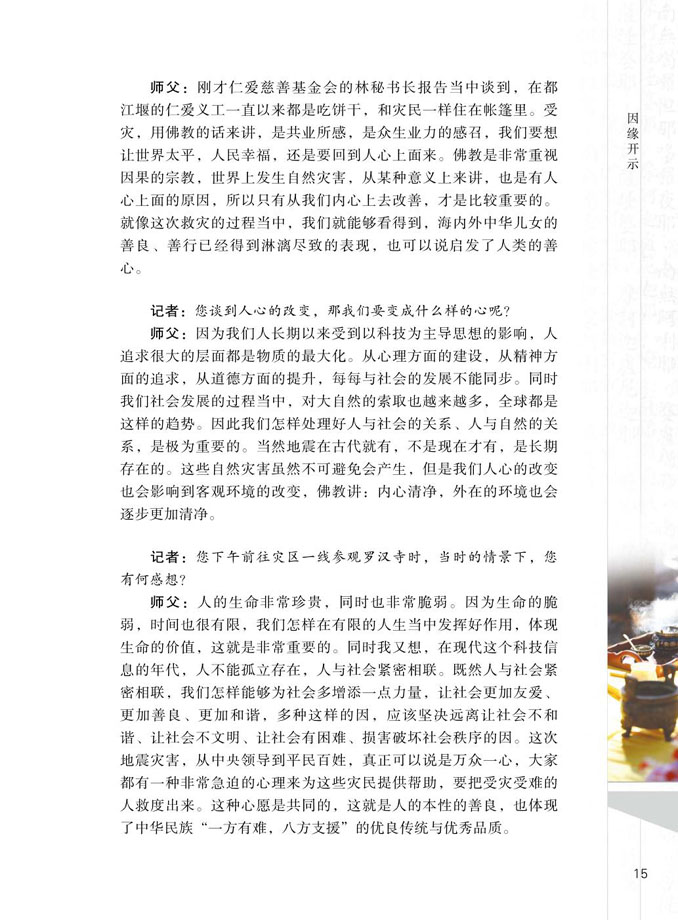 师父：刚才仁爱慈善基金会的林秘书长报告当中谈到，在都
江堰的仁爱义工一直以来都是吃饼干，和灾民一样住在帐篷里。受
灾，用佛教的话来讲，是共业所感，是众生业力的感召，我们要想
让世界太平，人民幸福，还是要回到人心上面来。佛教是非常重视
因果的宗教，世界上发生自然灾害，从某种意义上来讲，也是有人
心上面的原因，所以只有从我们内心上去改善，才是比较重要的。
就像这次救灾的过程当中，我们就能够看得到，海内外中华儿女的
善良、善行已经得到淋漓尽致的表现，也可以说启发了人类的善
心。
记者：您谈到人心的改变，那我们要变成什么样的心呢？
师父：因为我们人长期以来受到以科技为主导思想的影响，人
追求很大的层面都是物质的最大化。从心理方面的建设，从精神方
面的追求，从道德方面的提升，每每与社会的发展不能同步。同时
我们社会发展的过程当中，对大自然的索取也越来越多，全球都是
这样的趋势。因此我们怎样处理好人与社会的关系、人与自然的关
系，是极为重要的。当然地震在古代就有，不是现在才有，是长期
存在的。这些自然灾害虽然不可避免会产生，但是我们人心的改变
也会影响到客观环境的改变，佛教讲：内心清净，外在的环境也会
逐步更加清净。
记者：您下午前往灾区一线参观罗汉寺时，当时的情景下，您
有何感想？
师父：人的生命非常珍贵，同时也非常脆弱。因为生命的脆
弱，时间也很有限，我们怎样在有限的人生当中发挥好作用，体现
生命的价值，这就是非常重要的。同时我又想，在现代这个科技信
息的年代，人不能孤立存在，人与社会紧密相联。既然人与社会紧
密相联，我们怎样能够为社会多增添一点力量，让社会更加友爱、
更加善良、更加和谐，多种这样的因，应该坚决远离让社会不和
谐、让社会不文明、让社会有困难、损害破坏社会秩序的因。这次
地震灾害，从中央领导到平民百姓，真正可以说是万众一心，大家
都有一种非常急迫的心理来为这些灾民提供帮助，要把受灾受难的
人救度出来。这种心愿是共同的，这就是人的本性的善良，也体现
了中华民族“一方有难，八方支援”的优良传统与优秀品质。
因缘开示
15